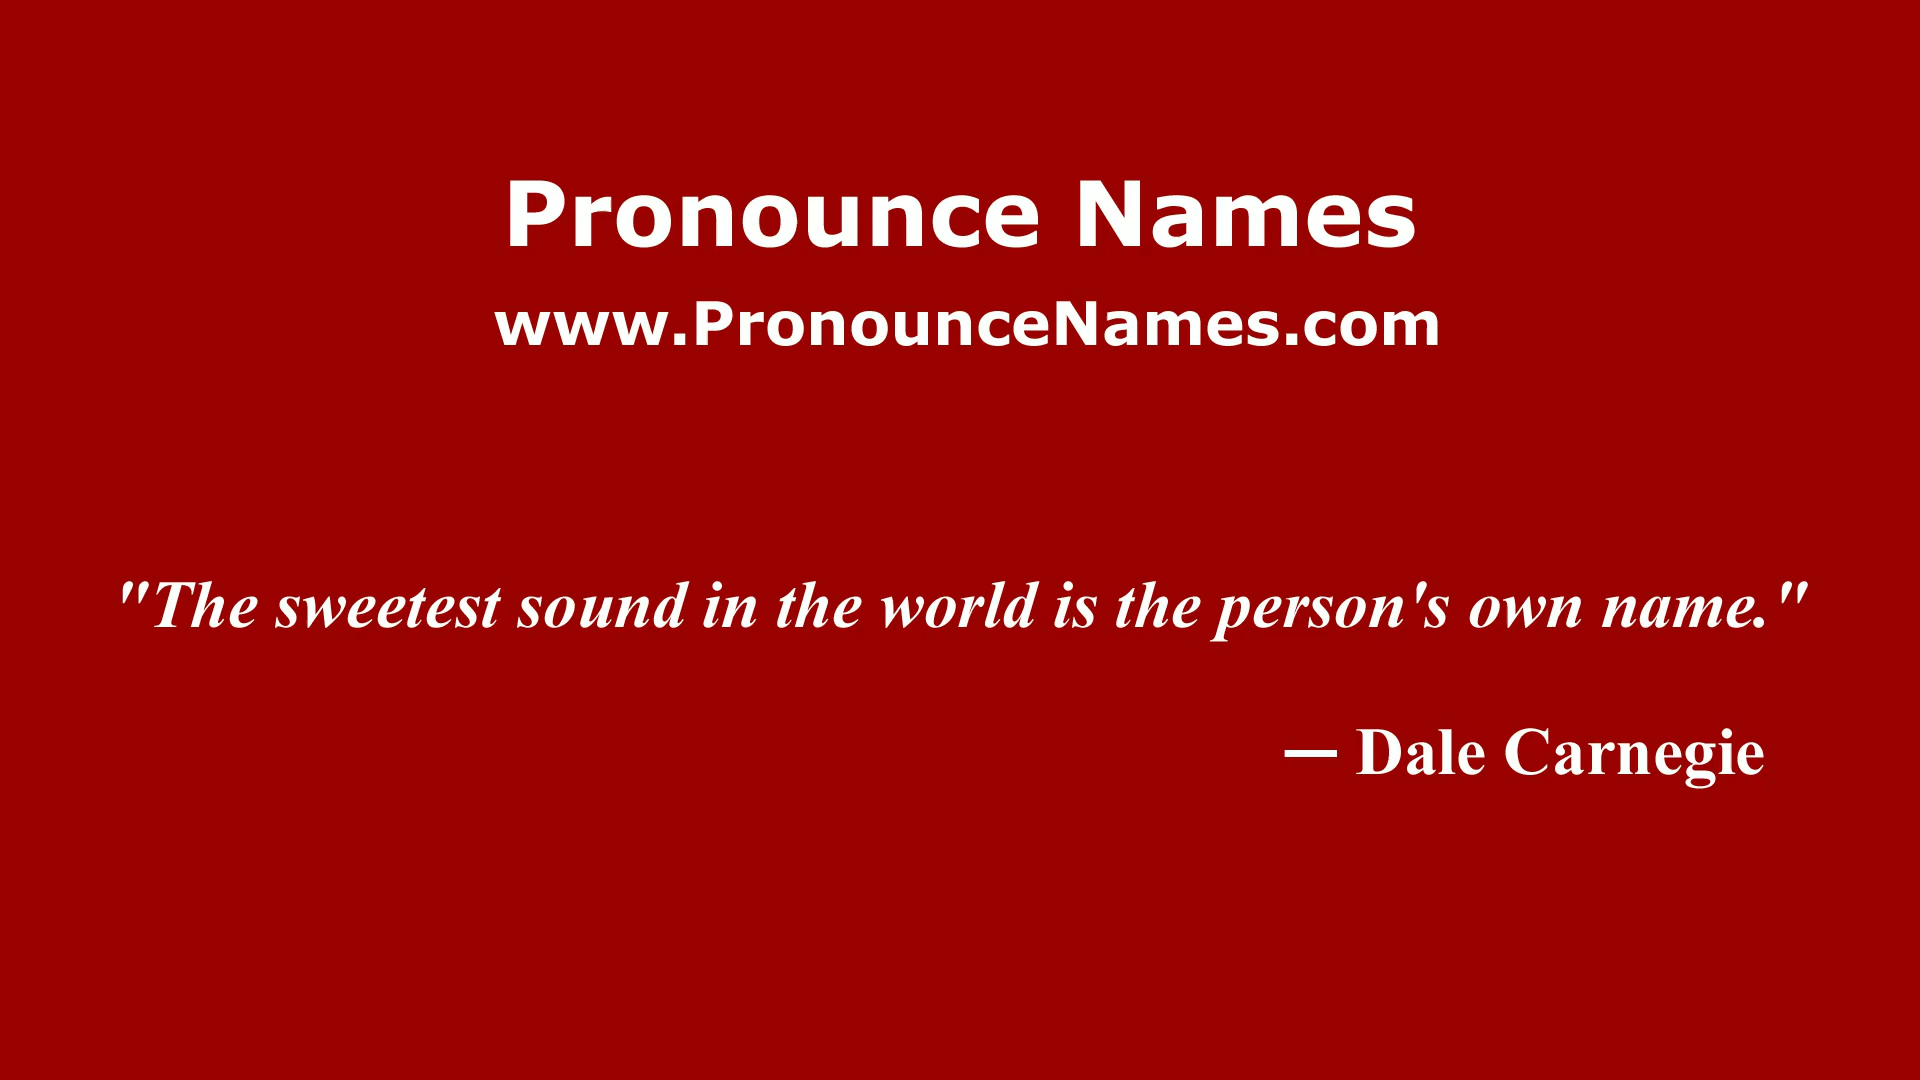 Pronounce Names
www.PronounceNames.com
"The sweetest sound in the world is the person's own name."
— Dale Carnegie